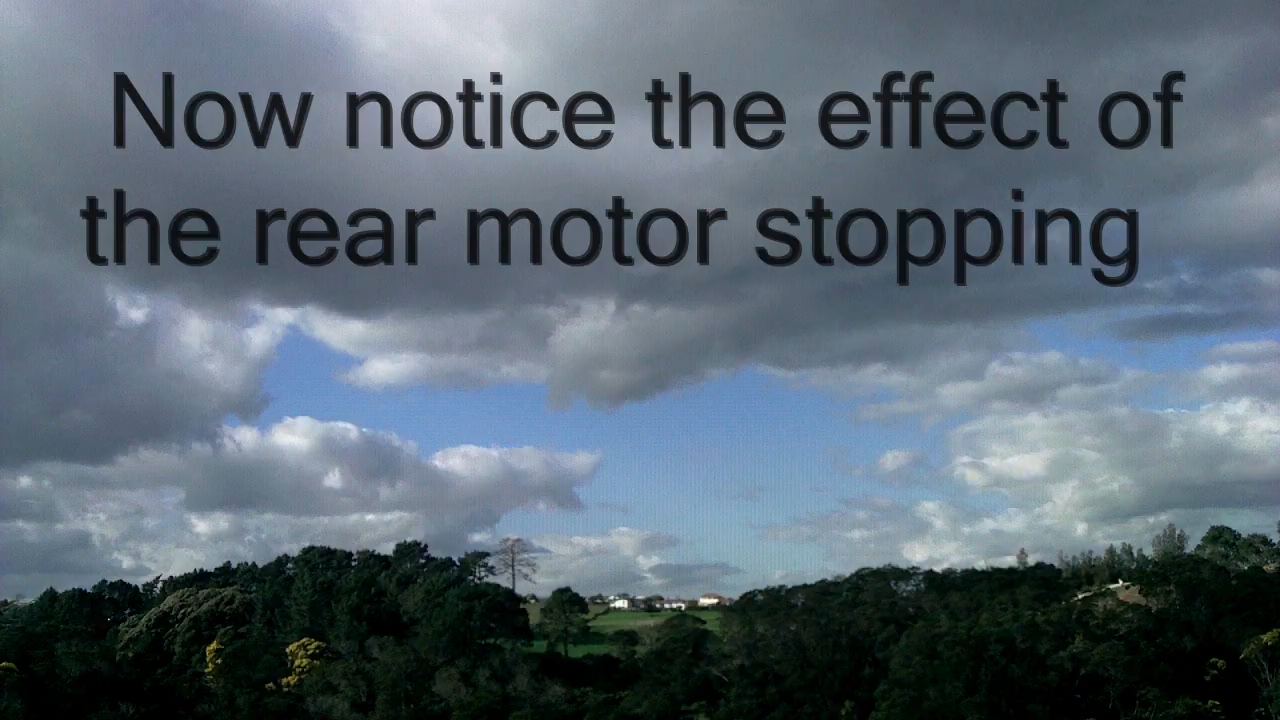 Now notice the effect of
the rear motor stopping